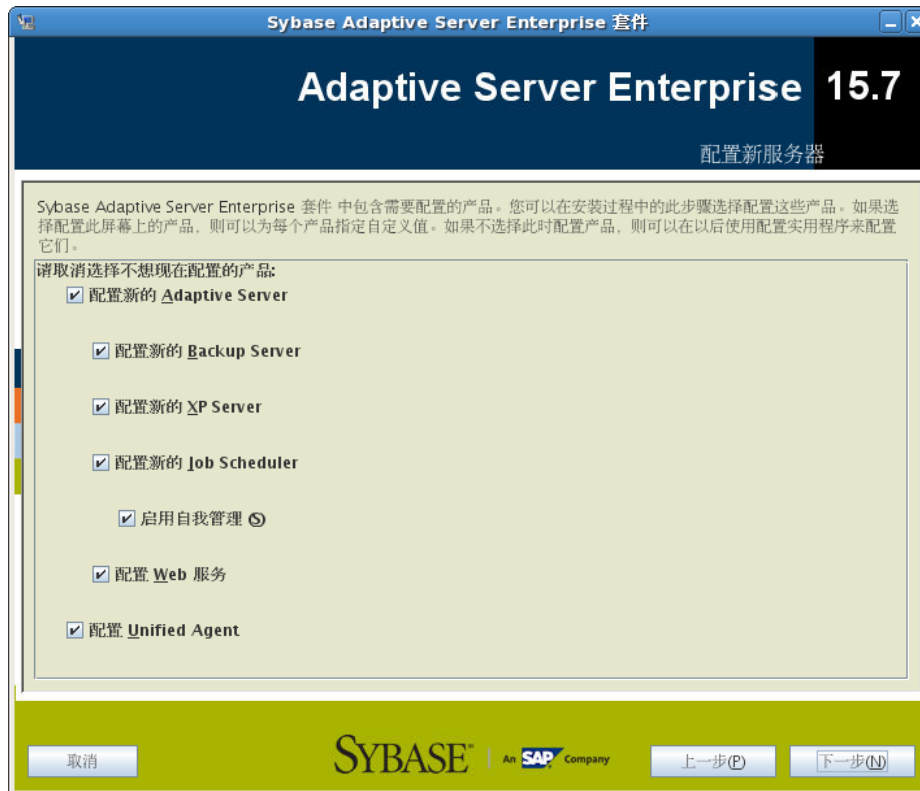 Sybase Adaptive Server Enterprise 套件
Adaptive Server Enterprise 15.7
配置新服务器
Sybase Adaptive Server Enterprise 套件 中包含需要配置的产品。您可以在安装过程中的此步骤选择配置这些产品。如果选
择配置此屏幕上的产品，则可以为每个产品指定自定义值。如果不选择此时配置产品，则可以在以后使用配置实用程序来配置
它们。
请取消选择不想现在配置的产品:
配置新的 Adaptive Server
配置新的 Backup Server
配置新的 XP Server
配置新的 Job Scheduler
启用自我管理 (S)
配置 Web 服务
配置 Unified Agent
取消
SYBASE An SAP Company
上一步(P)
下一步(N)